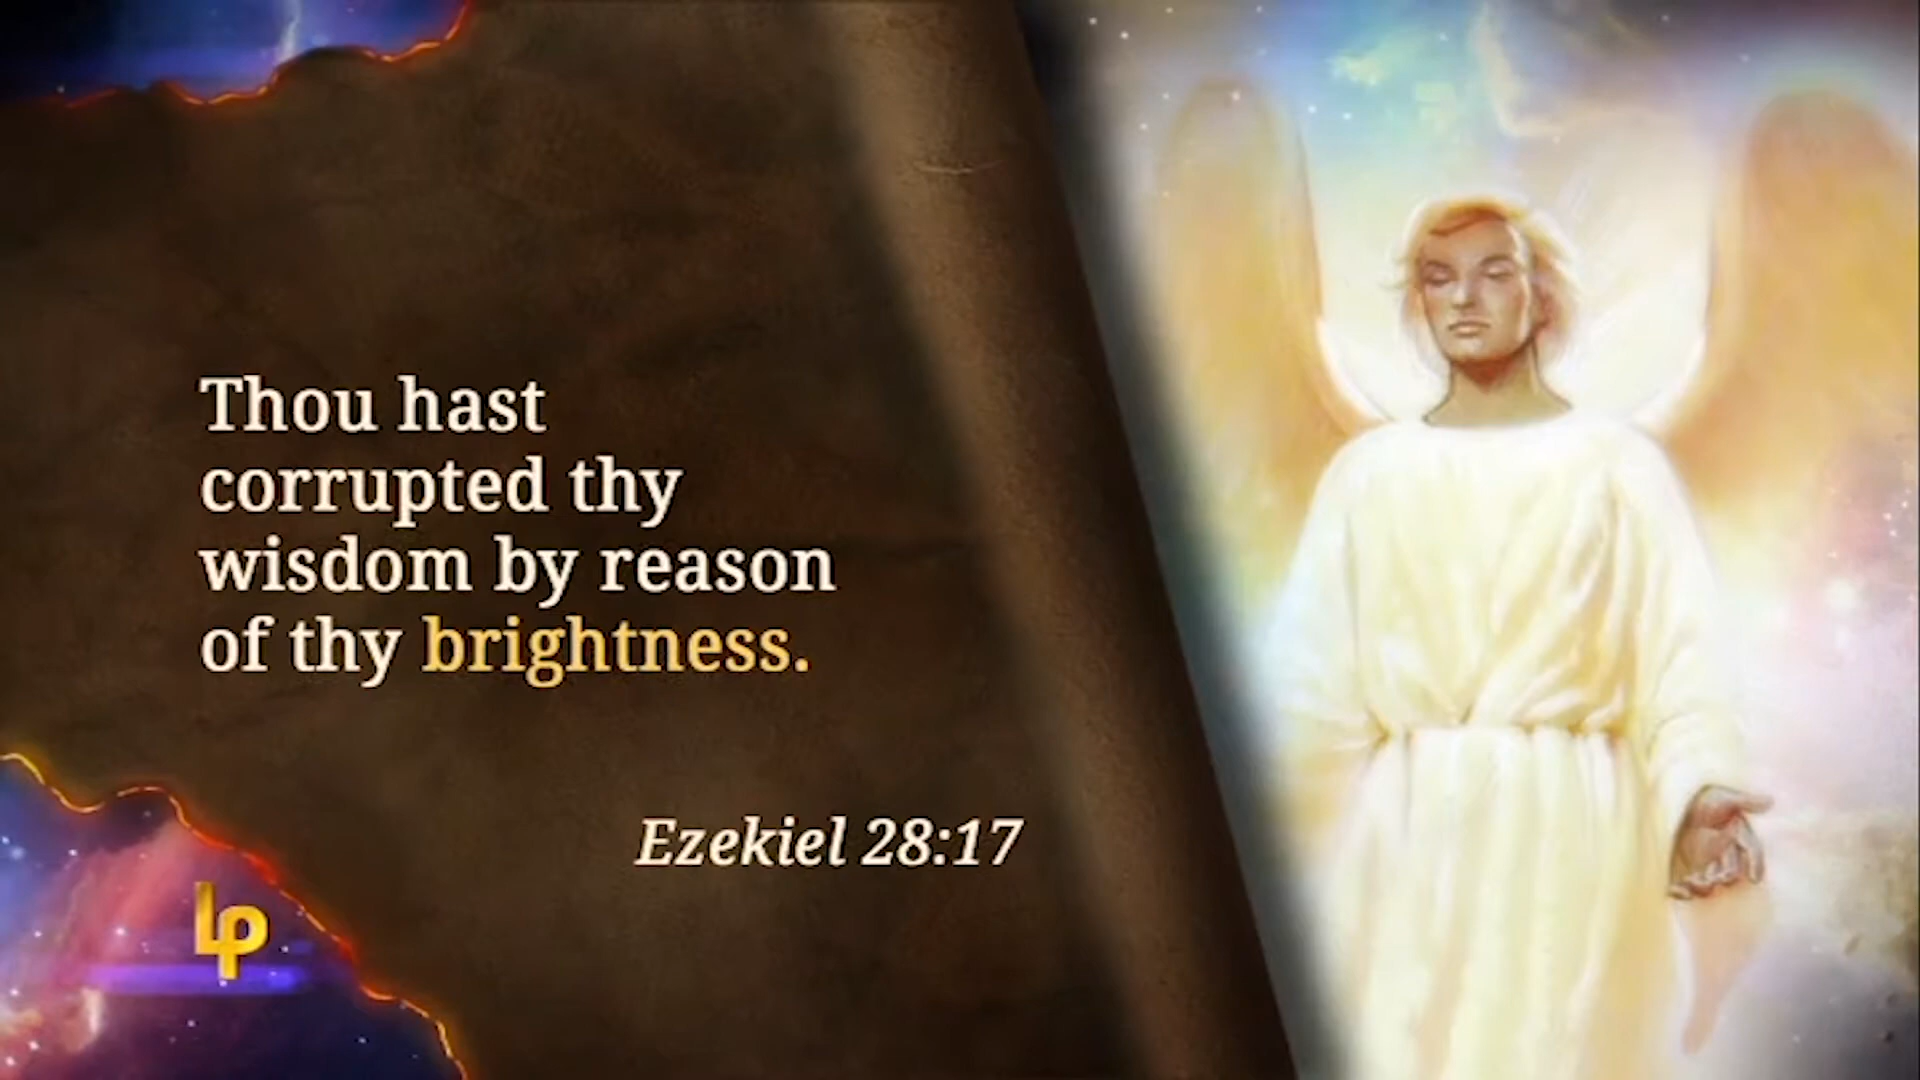 Thou hast
corrupted thy
wisdom by reason
of thy brightness.
Ezekiel 28:17
LP